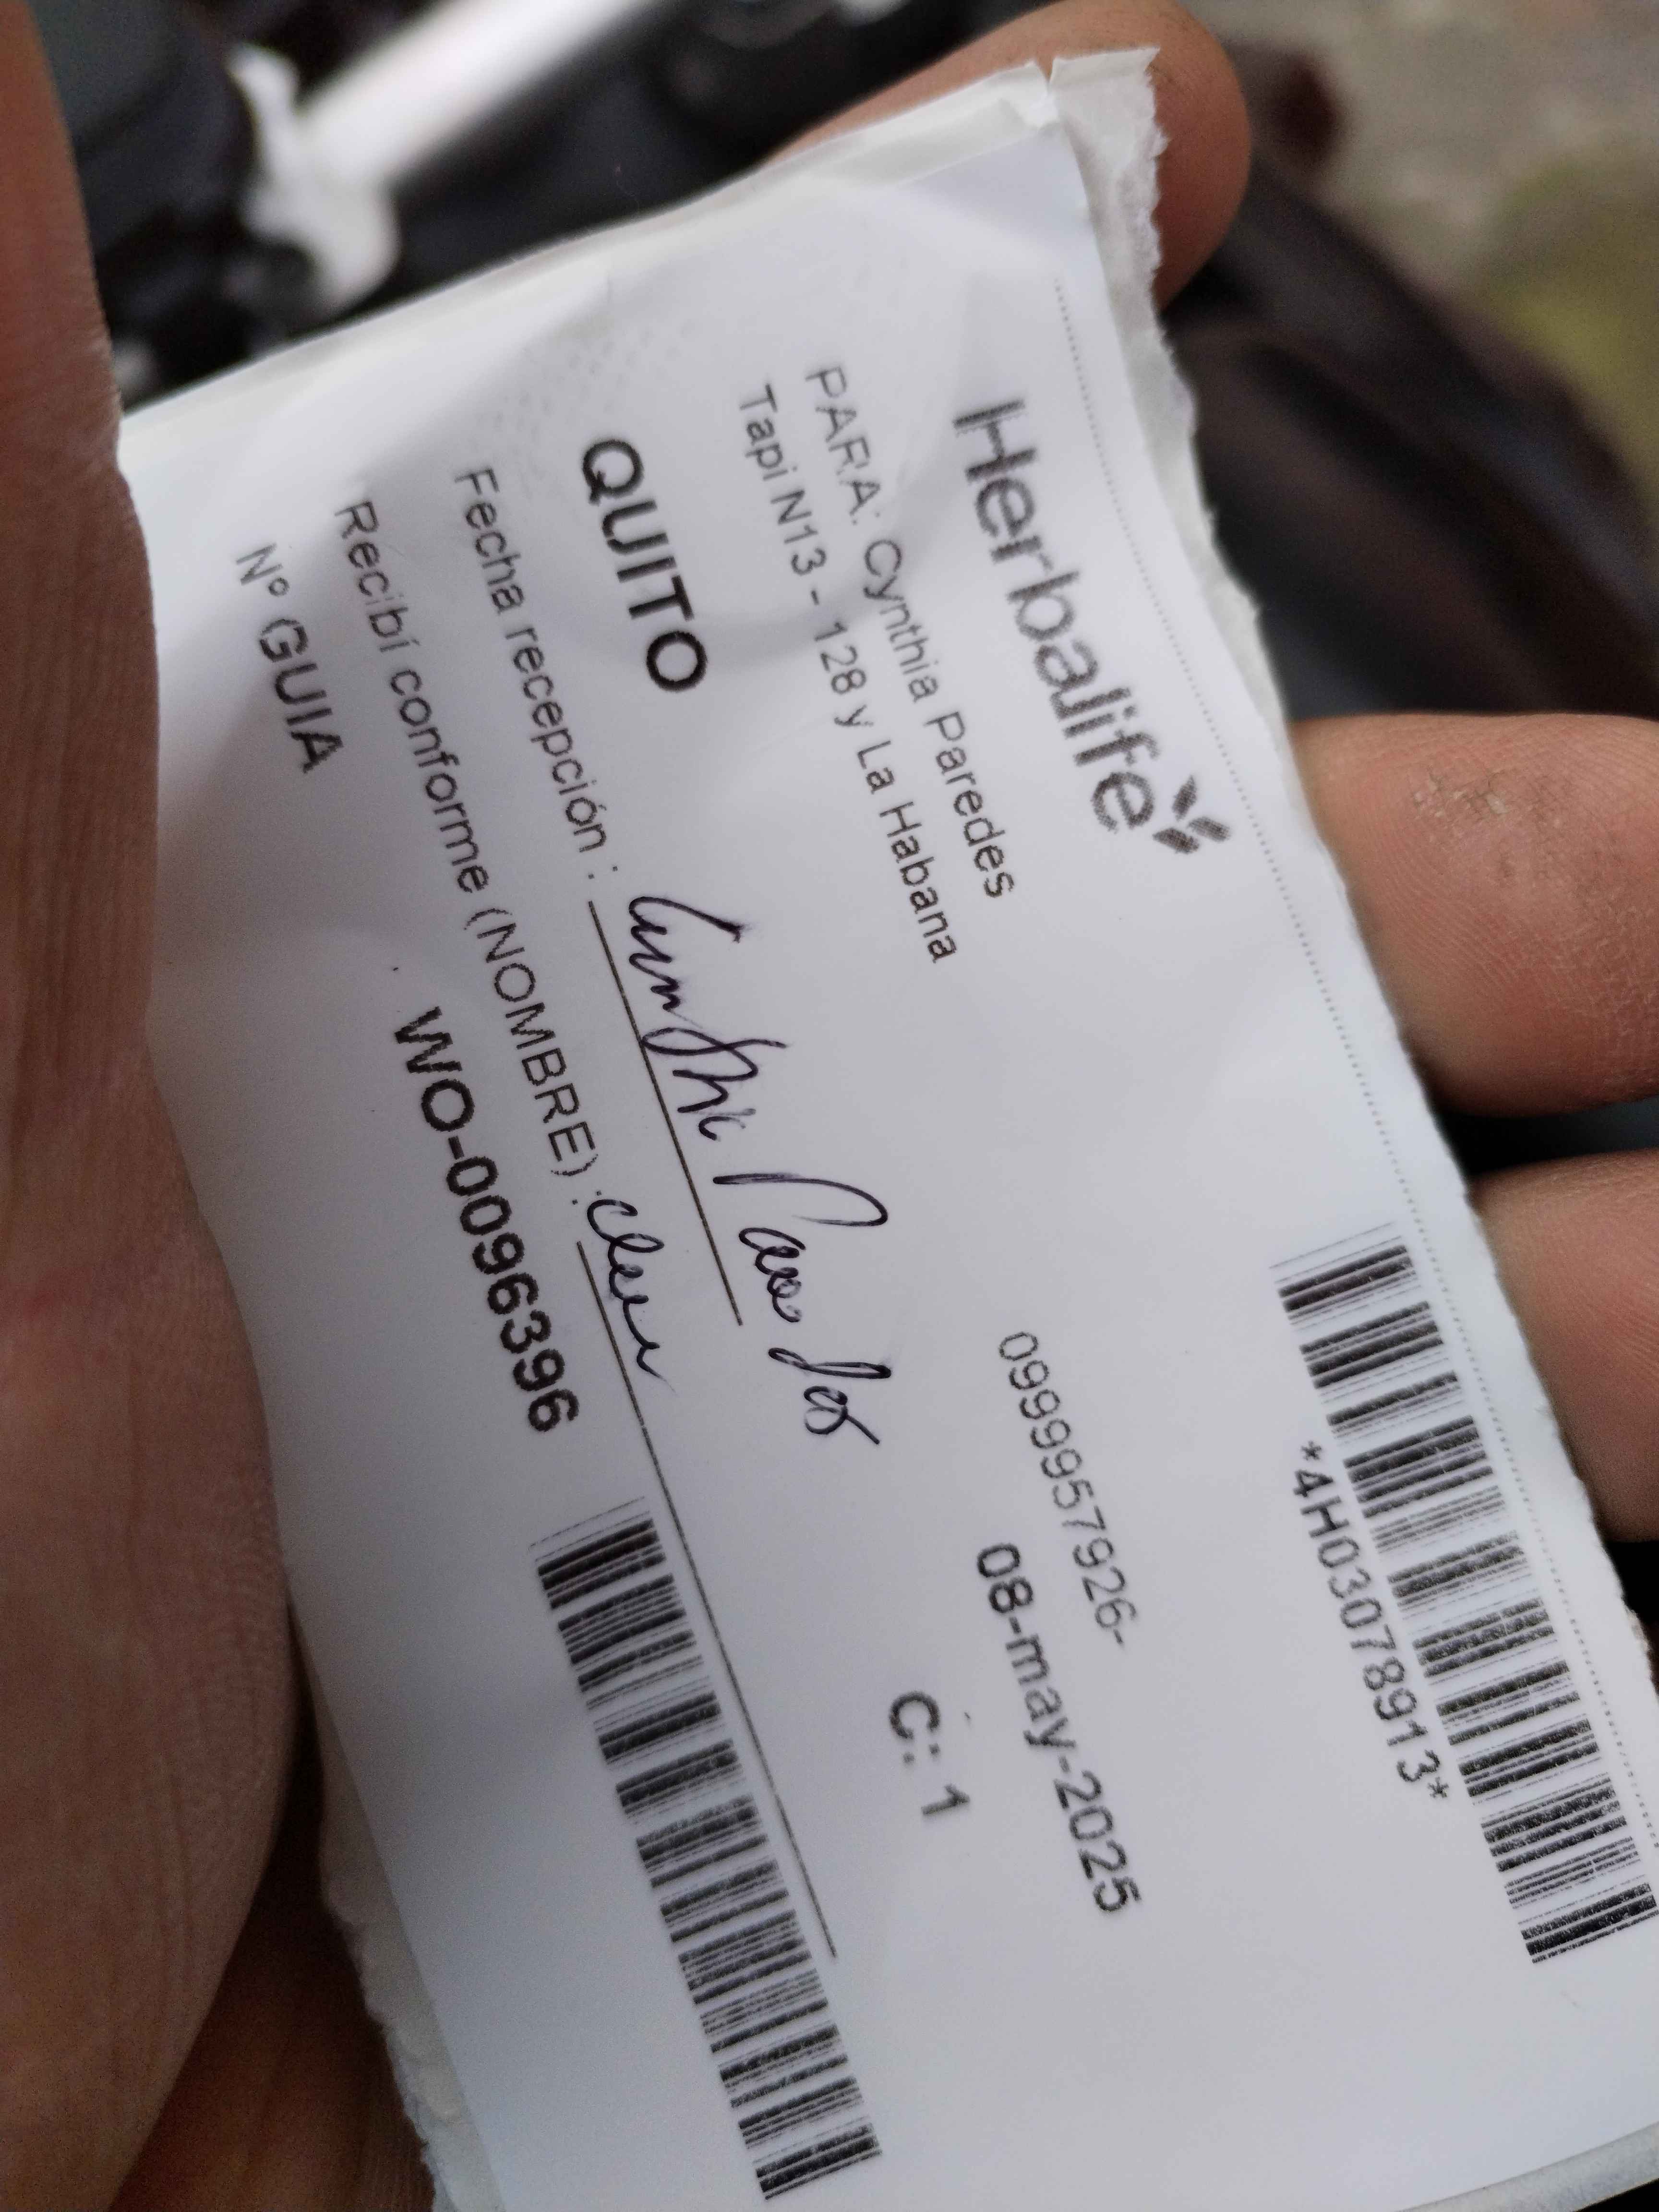 Herbalife
*4H03078913*
PARA: Cynthia Paredes
0999957926-
Tapi N13 - 128 y La Habana
08-may-2025
QUITO
C: 1
Fecha recepción :
Recibí conforme (NOMBRE) :
Nº GUIA
WO-0096396